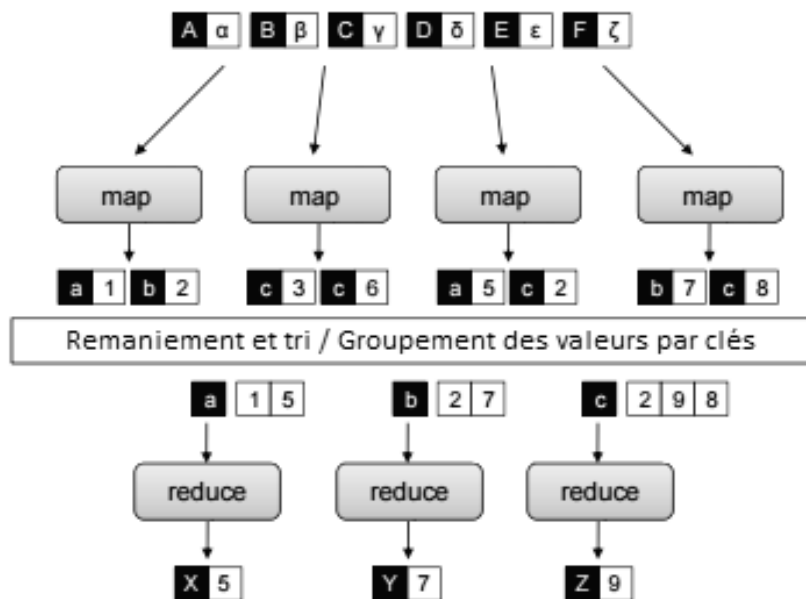 A α B β C γ D δ E ε F ζ
map map map map
a 1 b 2 c 3 c 6 a 5 c 2 b 7 c 8
Remaniement et tri / Groupement des valeurs par clés
a 1 5 b 2 7 c 2 9 8
reduce reduce reduce
X 5 Y 7 Z 9